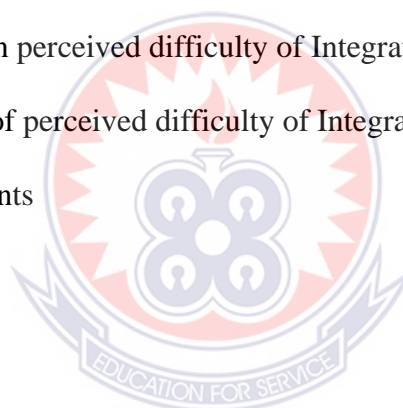 perceived difficulty of Integra
of perceived difficulty of Integra
nts
EDUCATION FOR SERVICE